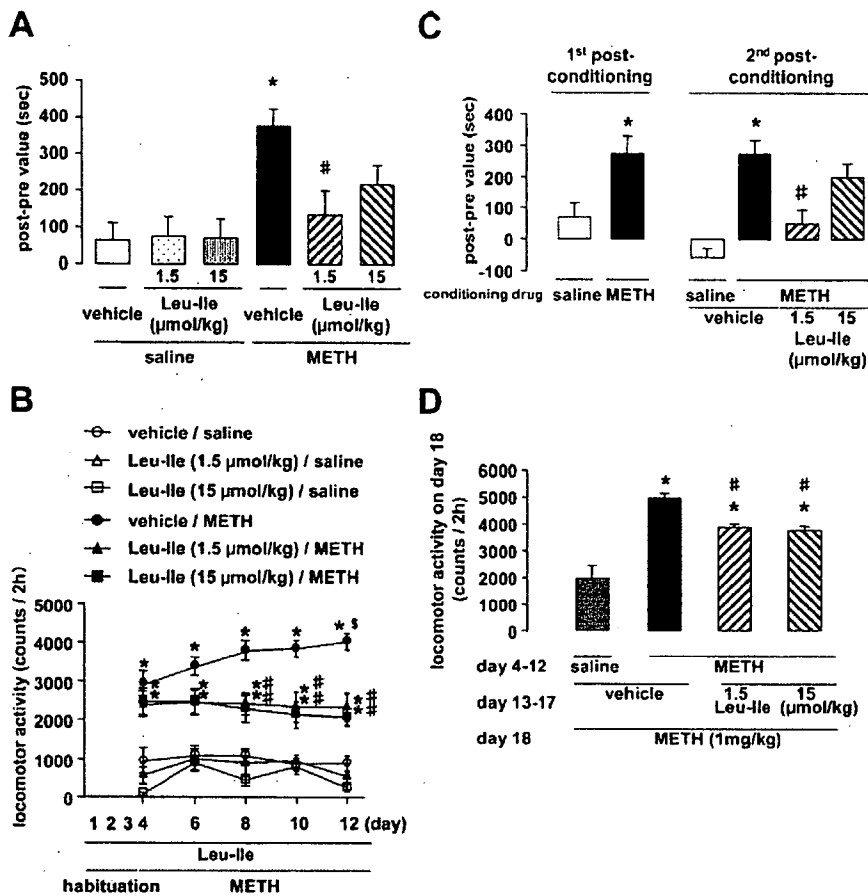 A
post-pre value (sec)
500
400
300
200
100
0
*
#
1.5 15 1.5 15
vehicle Leu-Ile (µmol/kg) vehicle Leu-Ile (µmol/kg)
saline METH
C
1st post-conditioning
2nd post-conditioning
post-pre value (sec)
400
300
200
100
0
-100
*
*
#
conditioning drug saline METH saline METH
vehicle 1.5 15
Leu-Ile
(µmol/kg)
B
vehicle / saline
Leu-Ile (1.5 µmol/kg) / saline
Leu-Ile (15 µmol/kg) / saline
vehicle / METH
Leu-Ile (1.5 µmol/kg) / METH
Leu-Ile (15 µmol/kg) / METH
locomotor activity (counts / 2h)
5000
4000
3000
2000
1000
0
* * * * * $
* * * # * # * #
* * * # * # * #
1 2 3 4 6 8 10 12 (day)
Leu-Ile
habituation METH
D
locomotor activity on day 18
(counts / 2h)
6000
5000
4000
3000
2000
1000
0
*
# #
* *
day 4-12 saline METH
day 13-17 vehicle 1.5 15
Leu-Ile (µmol/kg)
day 18 METH (1mg/kg)